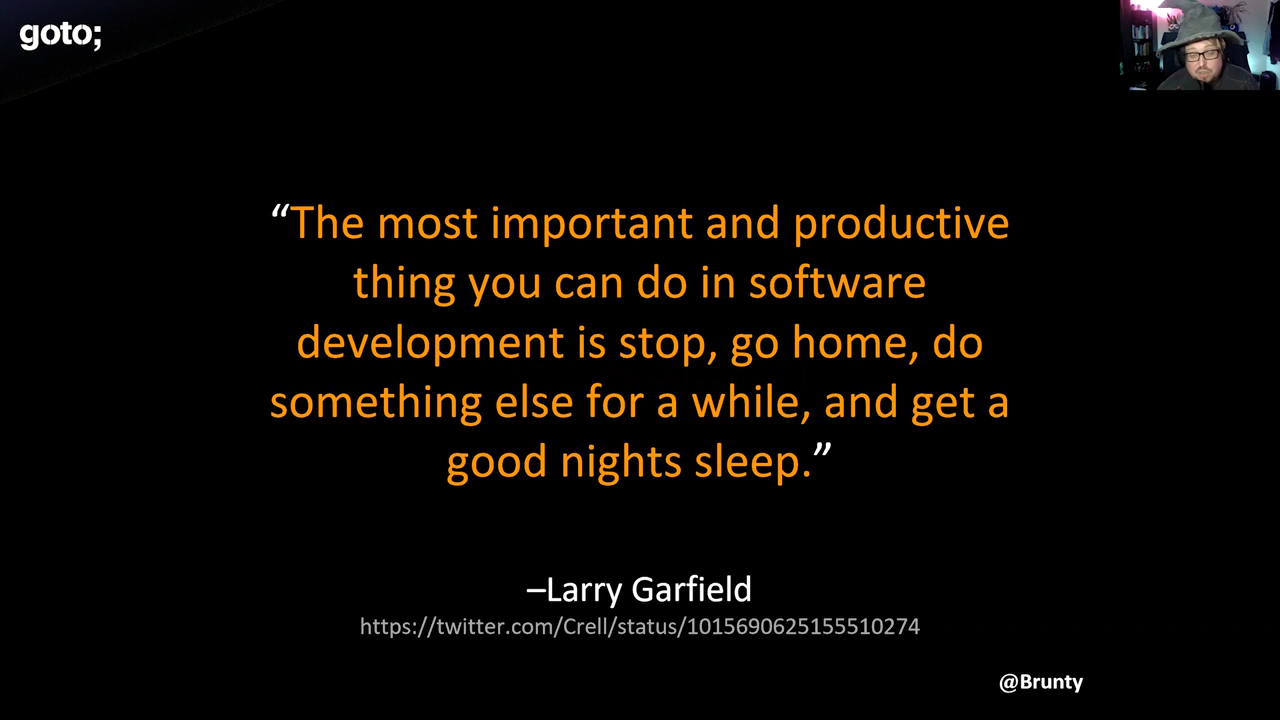 goto;
“The most important and productive
thing you can do in software
development is stop, go home, do
something else for a while, and get a
good nights sleep.”
–Larry Garfield
https://twitter.com/Crell/status/1015690625155510274
@Brunty